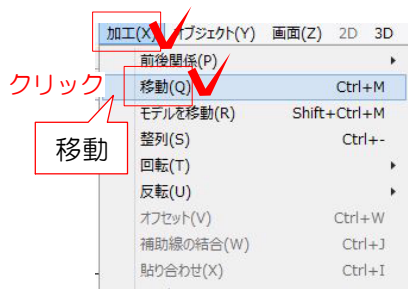 加工(X) オブジェクト(Y) 画面(Z) 2D 3D
前後関係(P)
クリック
移動(Q) Ctrl+M
モデルを移動(R) Shift+Ctrl+M
移動
整列(S) Ctrl+-
回転(T)
反転(U)
オフセット(V) Ctrl+W
補助線の結合(W) Ctrl+J
貼り合わせ(X) Ctrl+I